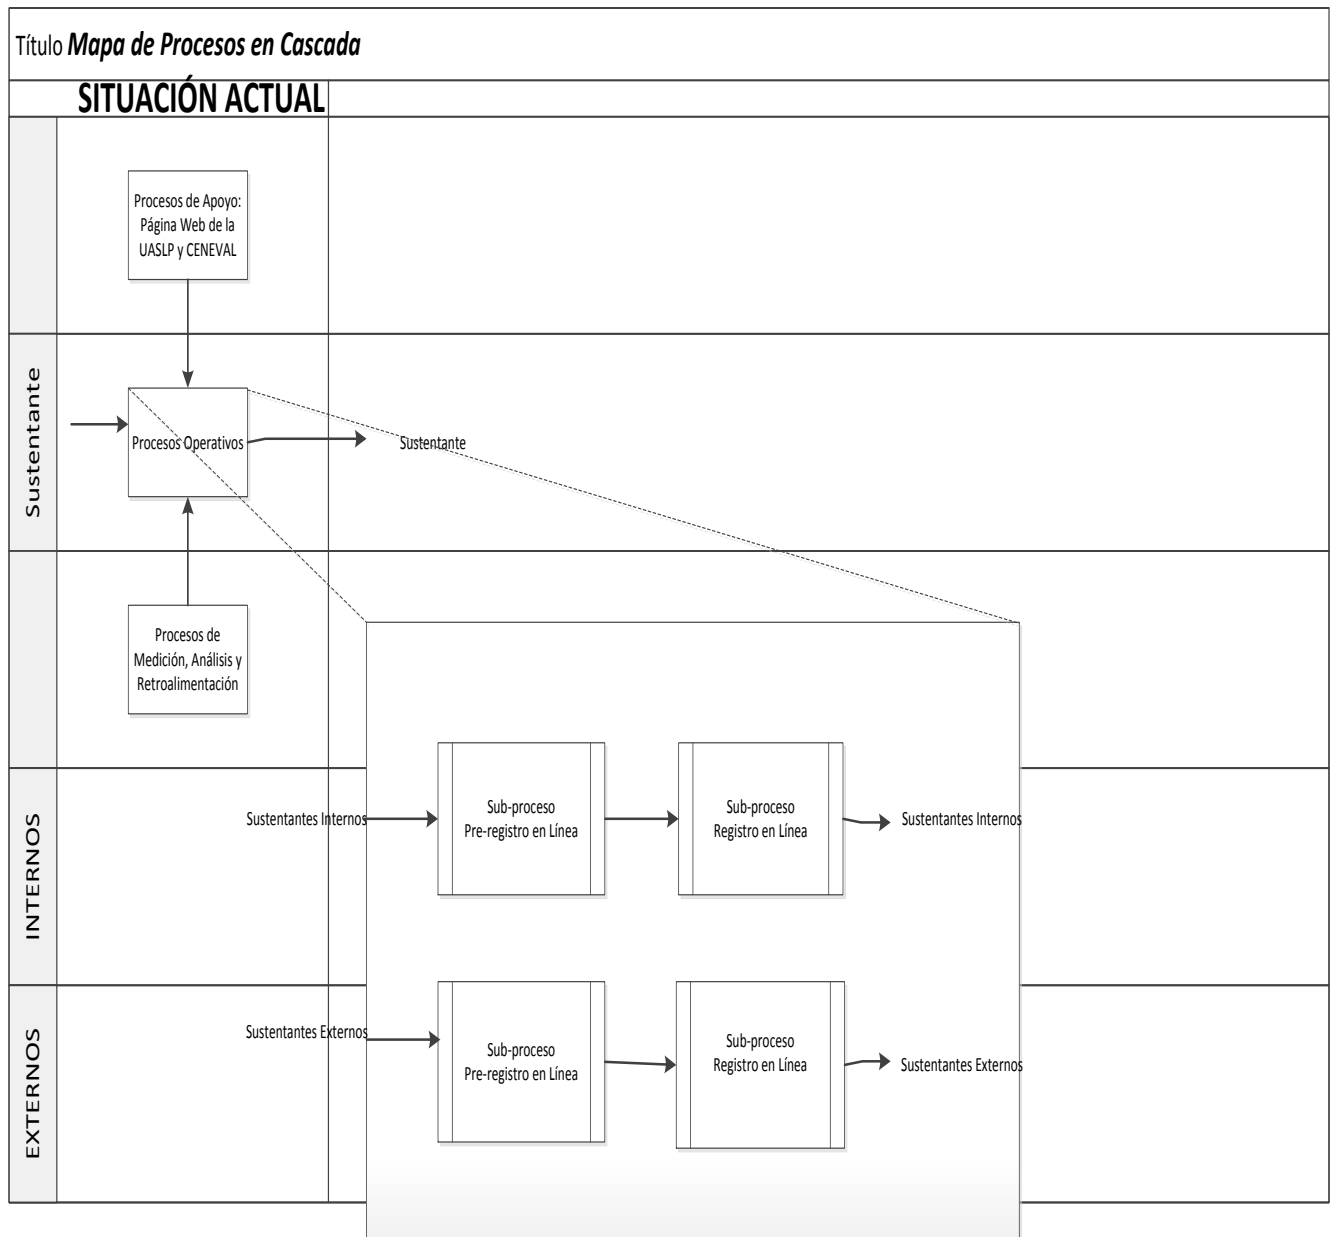 Título Mapa de Procesos en Cascada
SITUACIÓN ACTUAL
Procesos de Apoyo:
Página Web de la
UASLP y CENEVAL
Sustentante
Procesos Operativos
Sustentante
Procesos de
Medición, Análisis y
Retroalimentación
INTERNOS
Sustentantes Internos
Sub-proceso
Pre-registro en Línea
Sub-proceso
Registro en Línea
Sustentantes Internos
EXTERNOS
Sustentantes Externos
Sub-proceso
Pre-registro en Línea
Sub-proceso
Registro en Línea
Sustentantes Externos